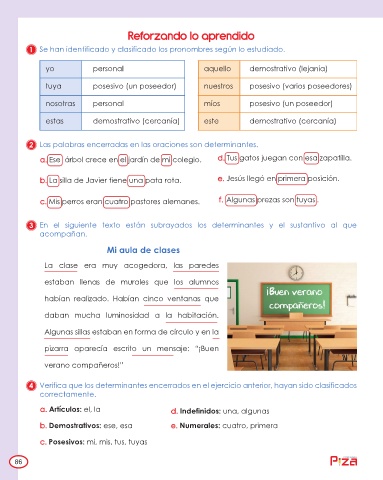 Reforzando lo aprendido
1 Se han identificado y clasificado los pronombres según lo estudiado.
yo personal aquello demostrativo (lejanía)
tuya posesivo (un poseedor) nuestros posesivo (varios poseedores)
nosotras personal míos posesivo (un poseedor)
estas demostrativo (cercanía) este demostrativo (cercanía)
2 Las palabras encerradas en las oraciones son determinantes.
a. Ese árbol crece en el jardín de mi colegio. d. Tus gatos juegan con esa zapatilla.
b. La silla de Javier tiene una pata rota. e. Jesús llegó en primera posición.
c. Mis perros eran cuatro pastores alemanes. f. Algunas prezas son tuyas.
3 En el siguiente texto están subrayados los determinantes y el sustantivo al que
acompañan.
Mi aula de clases
La clase era muy acogedora, las paredes
estaban llenas de murales que los alumnos
habían realizado. Habían cinco ventanas que
daban mucha luminosidad a la habitación.
Algunas sillas estaban en forma de círculo y en la
pizarra aparecía escrito un mensaje: "¡Buen
verano compañeros!"
¡Buen verano
compañeros!
4 Verifica que los determinantes encerrados en el ejercicio anterior, hayan sido clasificados
correctamente.
a. Artículos: el, la d. Indefinidos: una, algunas
b. Demostrativos: ese, esa e. Numerales: cuatro, primera
c. Posesivos: mi, mis, tus, tuyas
86